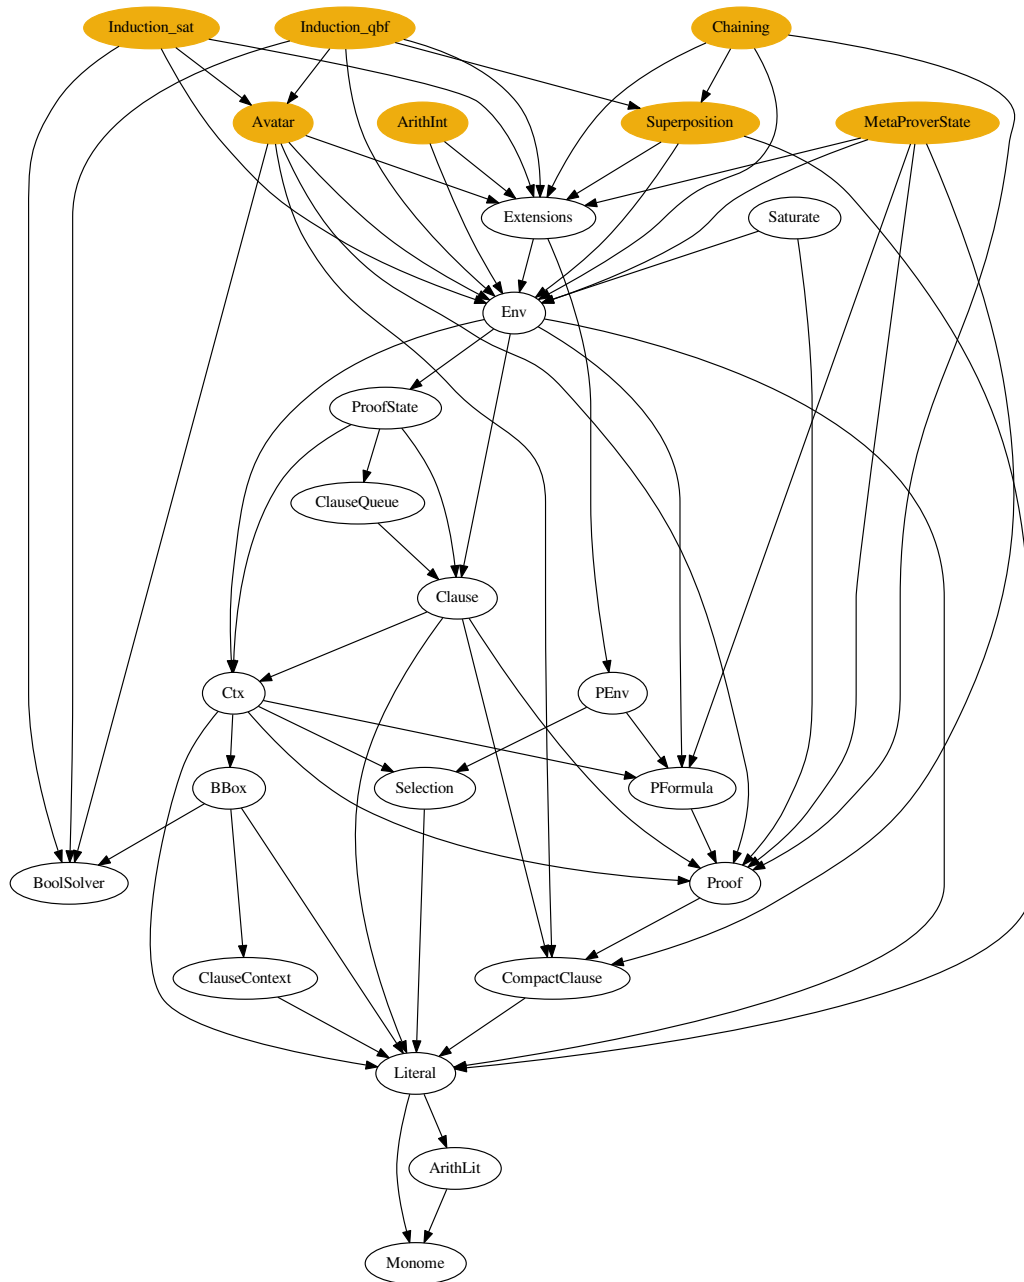 Induction_sat
Induction_qbf
Chaining
Avatar
ArithInt
Superposition
MetaProverState
Extensions
Saturate
Env
ProofState
ClauseQueue
Clause
Ctx
PEnv
BBox
Selection
PFormula
BoolSolver
Proof
ClauseContext
CompactClause
Literal
ArithLit
Monome